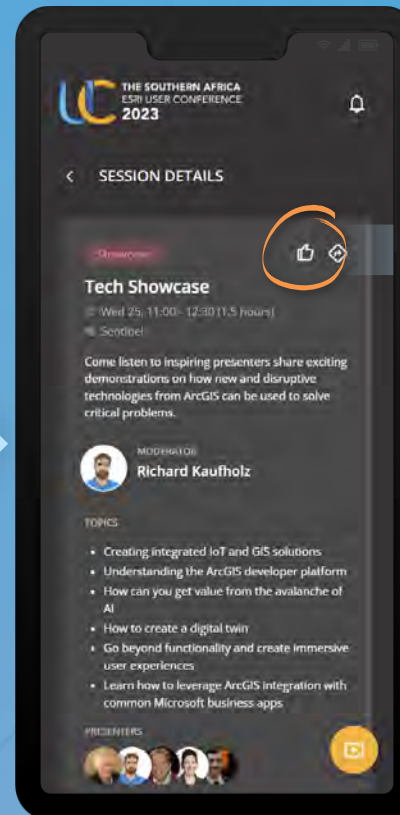 UC
THE SOUTHERN AFRICA
ESRI USER CONFERENCE
2023
SESSION DETAILS
Showcase
Tech Showcase
Wed 25, 11:00 - 12:30 (1.5 hours)
Sentinel
Come listen to inspiring presenters share exciting
demonstrations on how new and disruptive
technologies from ArcGIS can be used to solve
critical problems.
MODERATOR
Richard Kaufholz
TOPICS
• Creating integrated IoT and GIS solutions
• Understanding the ArcGIS developer platform
• How can you get value from the avalanche of
AI
• How to create a digital twin
• Go beyond functionality and create immersive
user experiences
• Learn how to leverage ArcGIS integration with
common Microsoft business apps
PRESENTERS